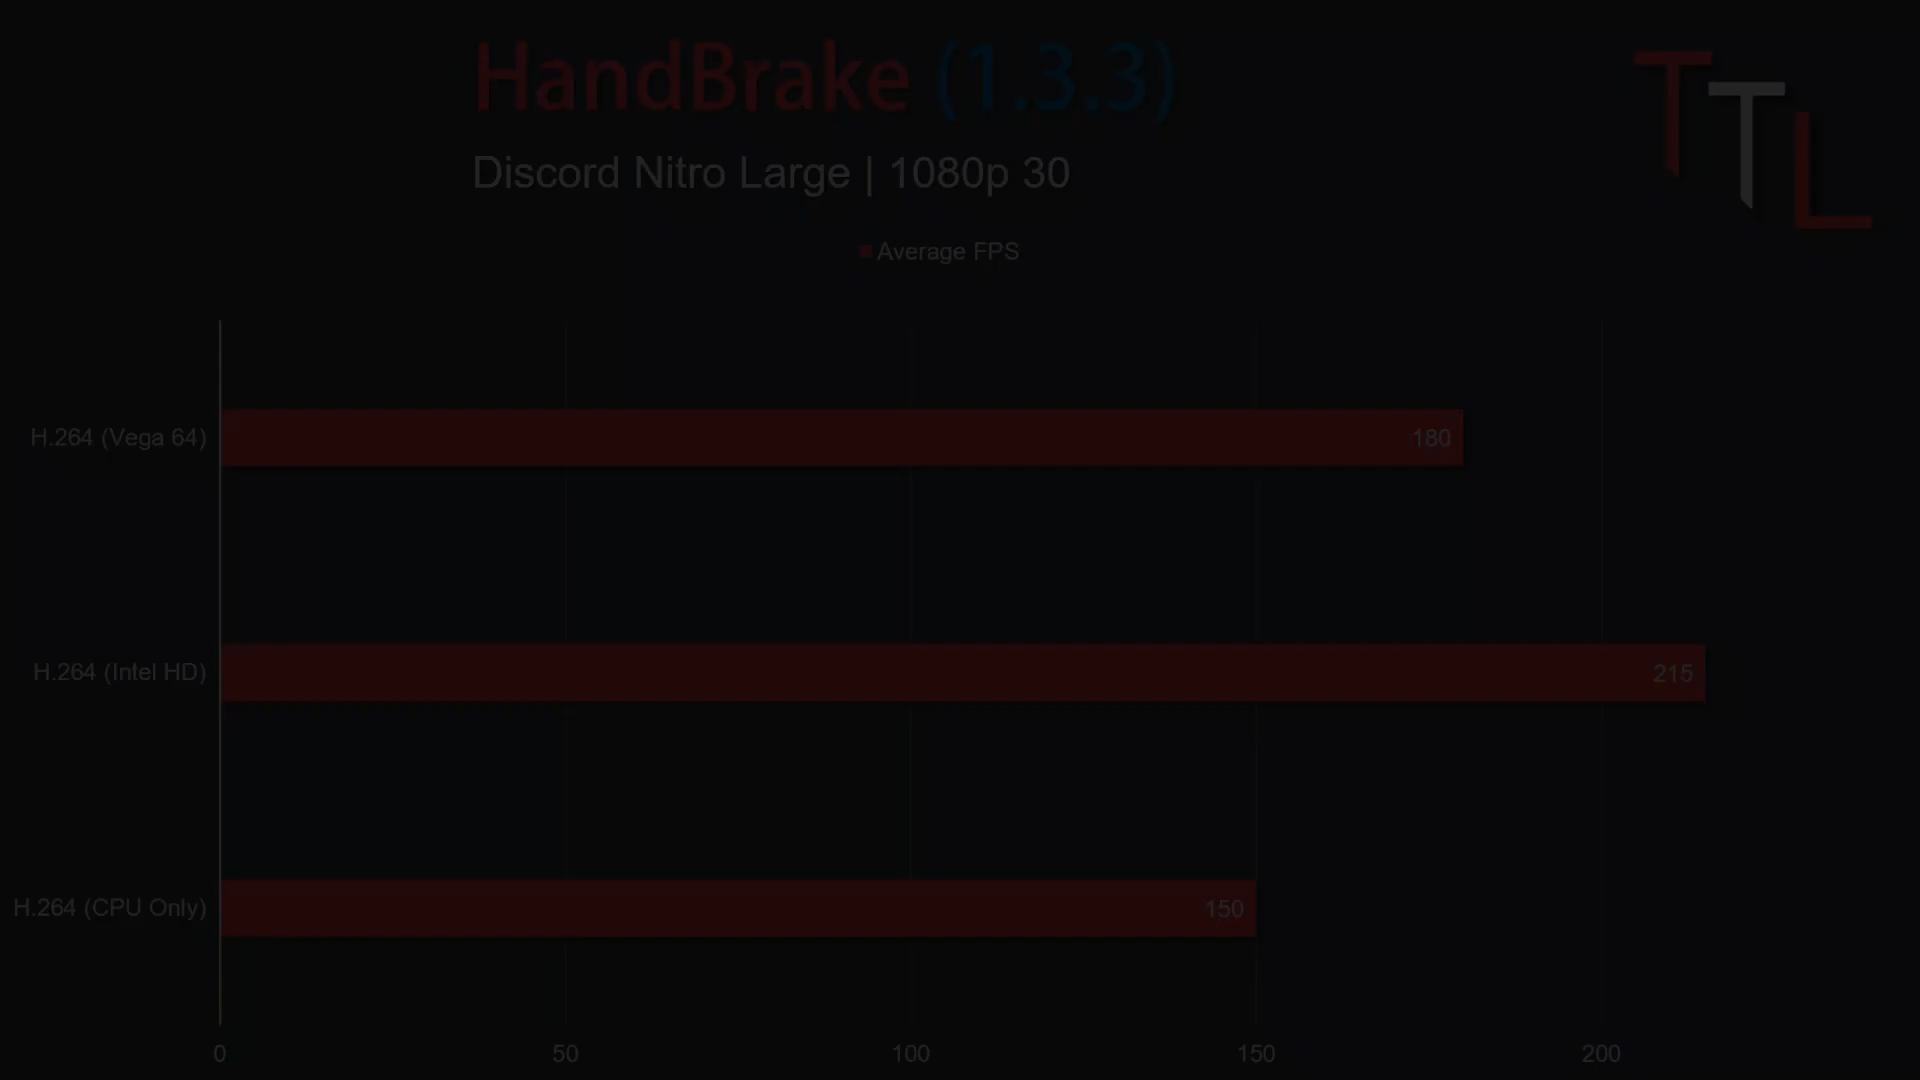 HandBrake (1.3.3)
TTL
Discord Nitro Large | 1080p 30
Average FPS
H.264 (Vega 64)
180
H.264 (Intel HD)
215
H.264 (CPU Only)
150
0
50
100
150
200